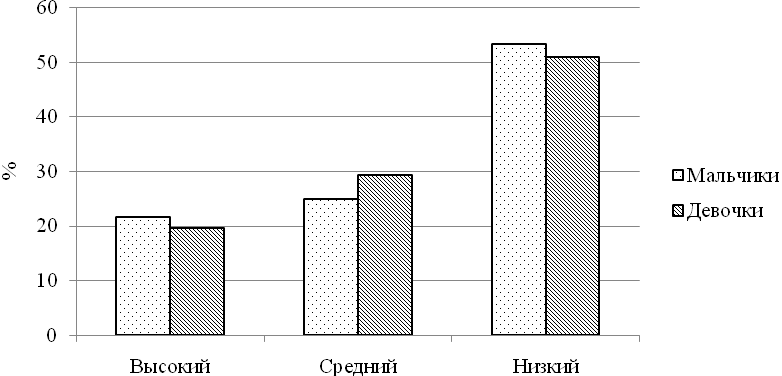 60
50
40
30
20
10
0
%
Высокий
Средний
Низкий
Мальчики
Девочки